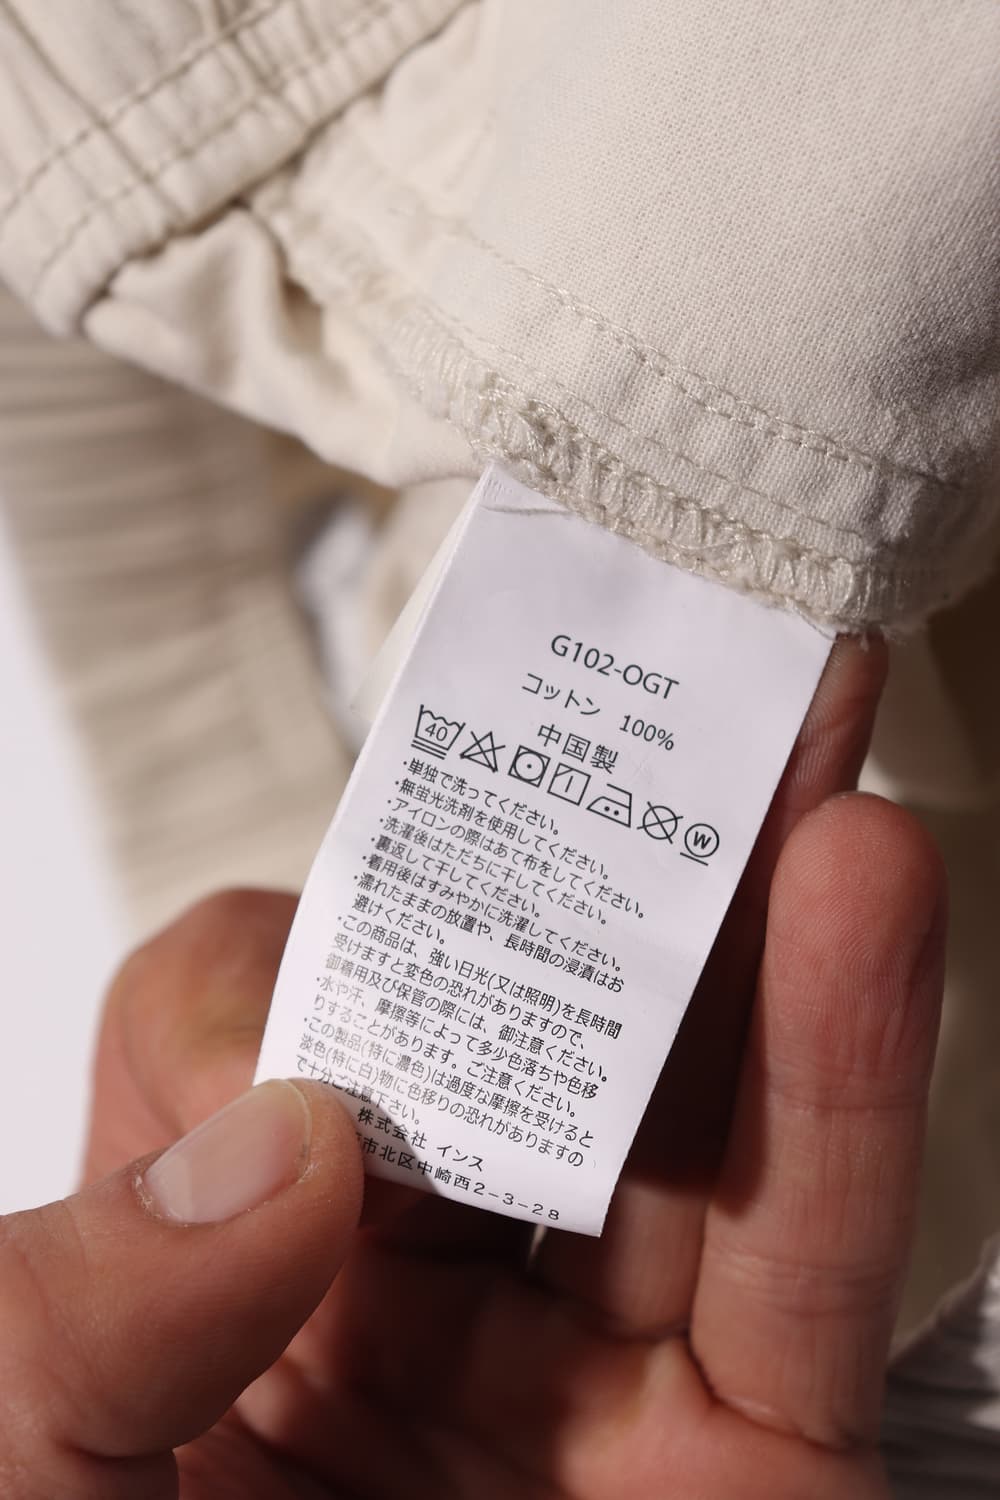 G102-OGT
コットン 100%
中国製
40 W
・単独で洗ってください。
・無蛍光洗剤を使用してください。
・アイロンの際はあて布をしてください。
・洗濯後はただちに干してください。
・裏返して干してください。
・着用後はすみやかに洗濯してください。
・濡れたままの放置や、長時間の浸漬はお
避けください。
・この商品は、強い日光(又は照明)を長時間
受けますと変色の恐れがありますので、
御着用及び保管の際には、御注意ください。
・水や汗、摩擦等によって多少色落ちや色移
りすることがあります。ご注意ください。
・この製品(特に濃色)は過度な摩擦を受けると
淡色(特に白)物に色移りの恐れがありますの
で十分ご注意下さい。
株式会社 インス
市北区中崎西2-3-28